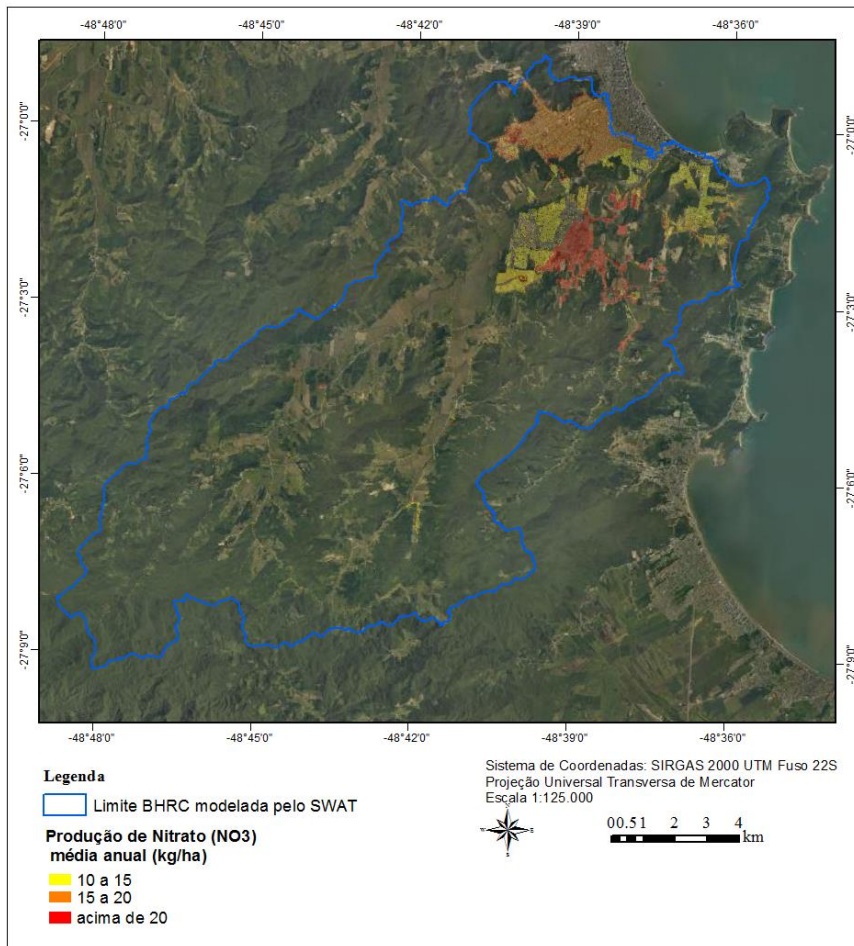 -48°48'0" -48°45'0" -48°42'0" -48°39'0" -48°36'0"
-27°0'0" -27°0'0"
-27°3'0" -27°3'0"
-27°6'0" -27°6'0"
-27°9'0" -27°9'0"
-48°48'0" -48°45'0" -48°42'0" -48°39'0" -48°36'0"
Legenda
Limite BHRC modelada pelo SWAT
Produção de Nitrato (NO3)
média anual (kg/ha)
10 a 15
15 a 20
acima de 20
Sistema de Coordenadas: SIRGAS 2000 UTM Fuso 22S
Projeção Universal Transversa de Mercator
Escala 1:125.000
N
W E
S
0 0.5 1 2 3 4
km